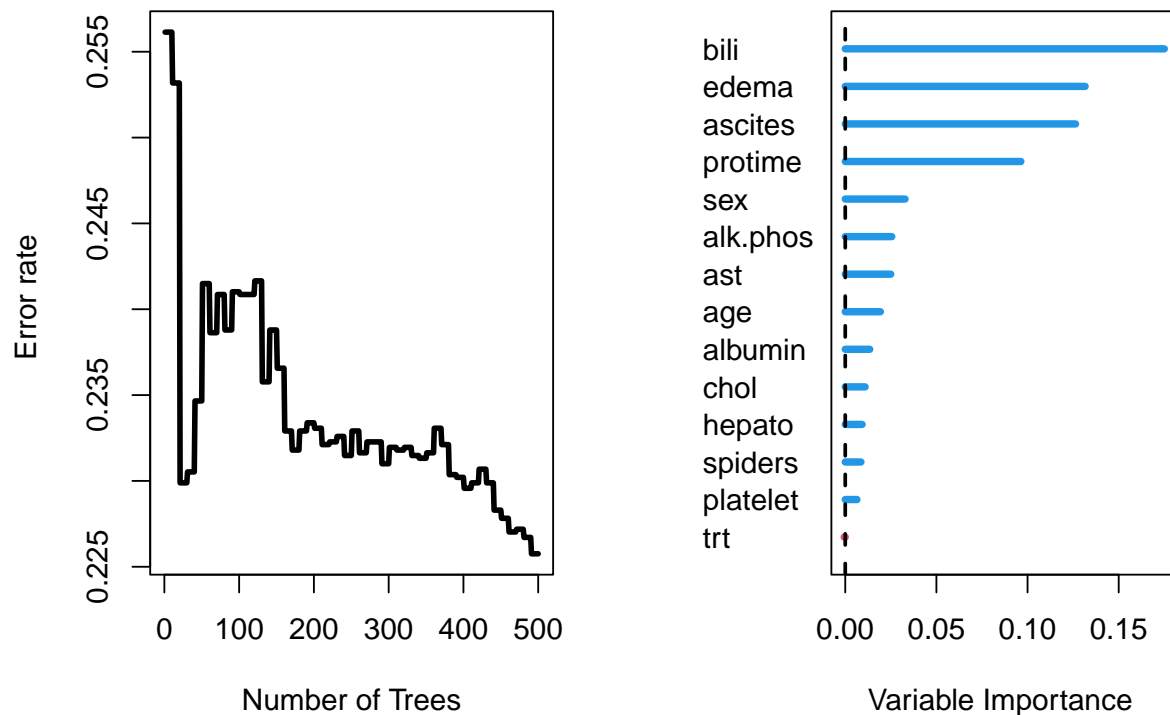 Error rate
0.255
0.245
0.235
0.225
0 100 200 300 400 500
Number of Trees
bili
edema
ascites
protime
sex
alk.phos
ast
age
albumin
chol
hepato
spiders
platelet
trt
0.00 0.05 0.10 0.15
Variable Importance